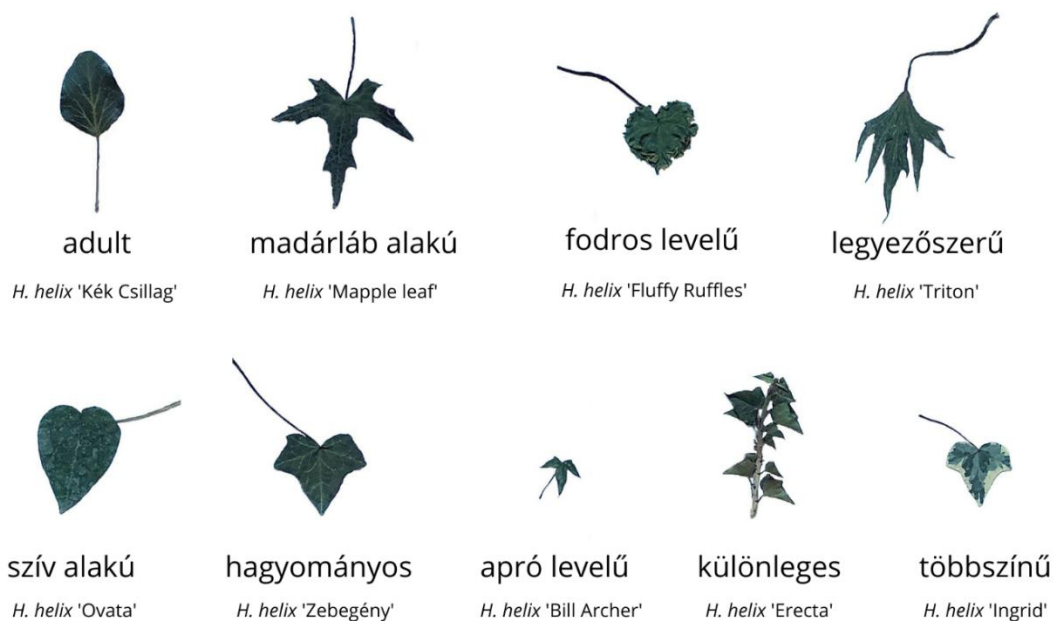 adult
H. helix 'Kék Csillag'
madárláb alakú
H. helix 'Mapple leaf'
fodros levelű
H. helix 'Fluffy Ruffles'
legyezőszerű
H. helix 'Triton'
szív alakú
H. helix 'Ovata'
hagyományos
H. helix 'Zebegény'
apró levelű
H. helix 'Bill Archer'
különleges
H. helix 'Erecta'
többszínű
H. helix 'Ingrid'